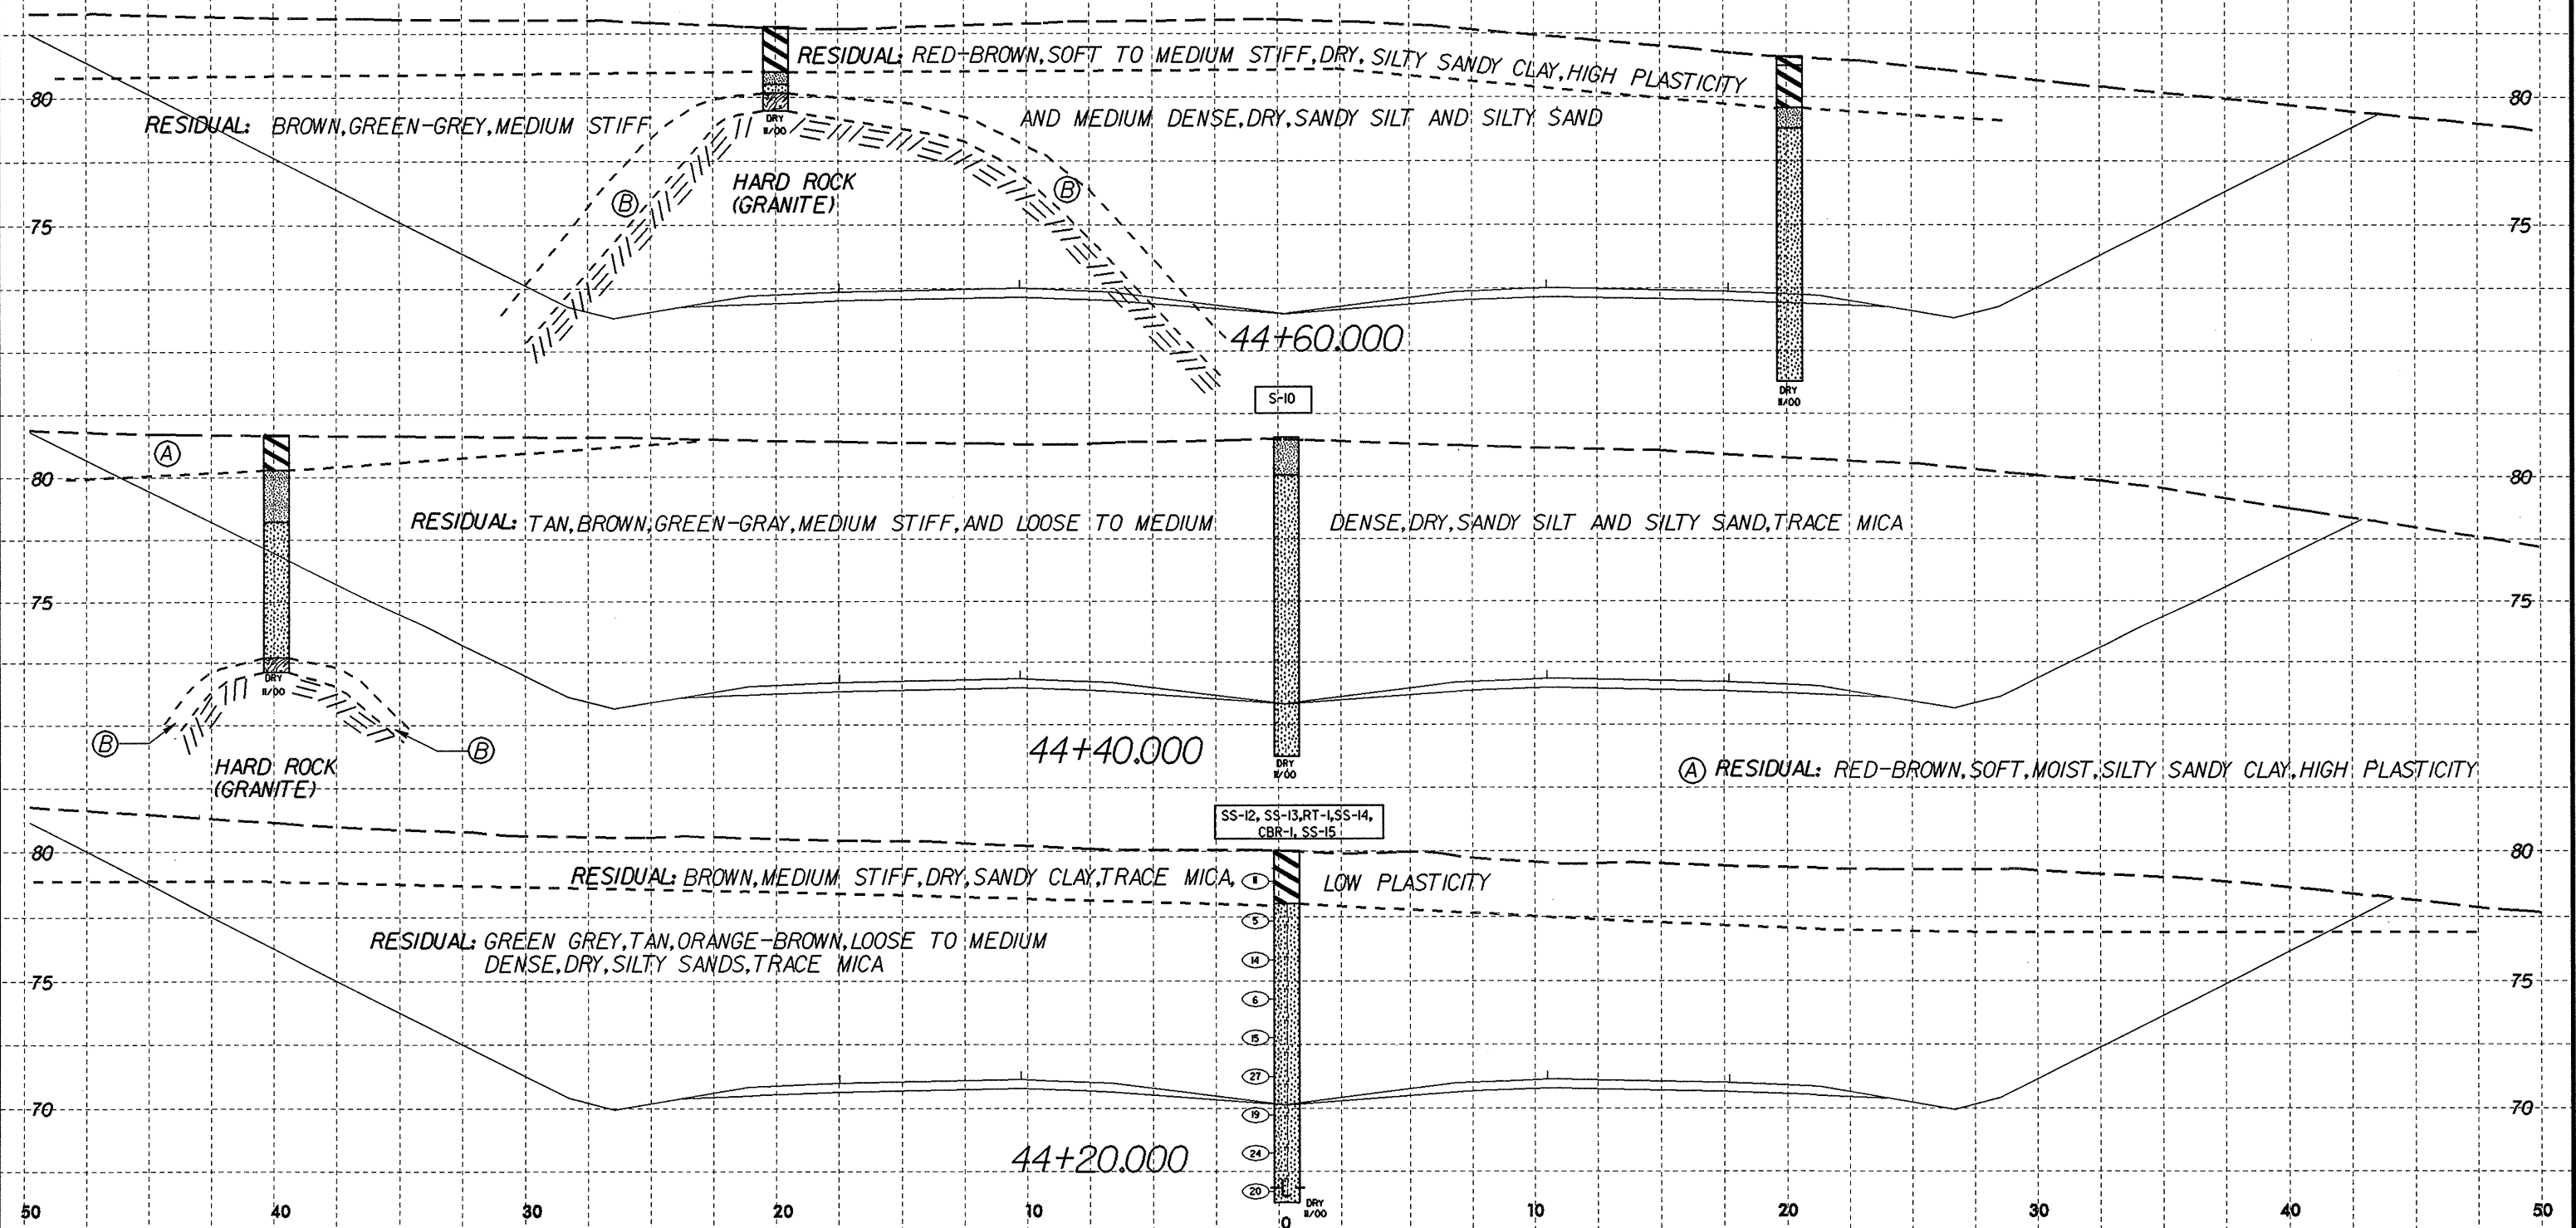 RESIDUAL: RED-BROWN,SOFT TO MEDIUM STIFF,DRY, SILTY SANDY CLAY,HIGH PLASTICITY
80
80
RESIDUAL: BROWN,GREEN-GREY,MEDIUM STIFF
DRY
11/00
AND MEDIUM DENSE,DRY,SANDY SILT AND SILTY SAND
HARD ROCK
(GRANITE)
B
B
75
75
44+60.000
DRY
11/00
S-10
A
80
80
RESIDUAL: TAN,BROWN,GREEN-GRAY,MEDIUM STIFF,AND LOOSE TO MEDIUM DENSE,DRY,SANDY SILT AND SILTY SAND,TRACE MICA
75
75
DRY
11/00
B
B
44+40.000
DRY
11/00
HARD ROCK
(GRANITE)
A RESIDUAL: RED-BROWN,SOFT,MOIST,SILTY SANDY CLAY,HIGH PLASTICITY
SS-12, SS-13,RT-1,SS-14,
CBR-1, SS-15
80
80
RESIDUAL: BROWN,MEDIUM STIFF,DRY,SANDY CLAY,TRACE MICA, LOW PLASTICITY
11
5
RESIDUAL: GREEN GREY,TAN,ORANGE-BROWN,LOOSE TO MEDIUM
DENSE,DRY,SILTY SANDS,TRACE MICA
14
75
75
6
15
27
70
70
19
44+20.000
24
20
DRY
11/00
50 40 30 20 10 0 10 20 30 40 50